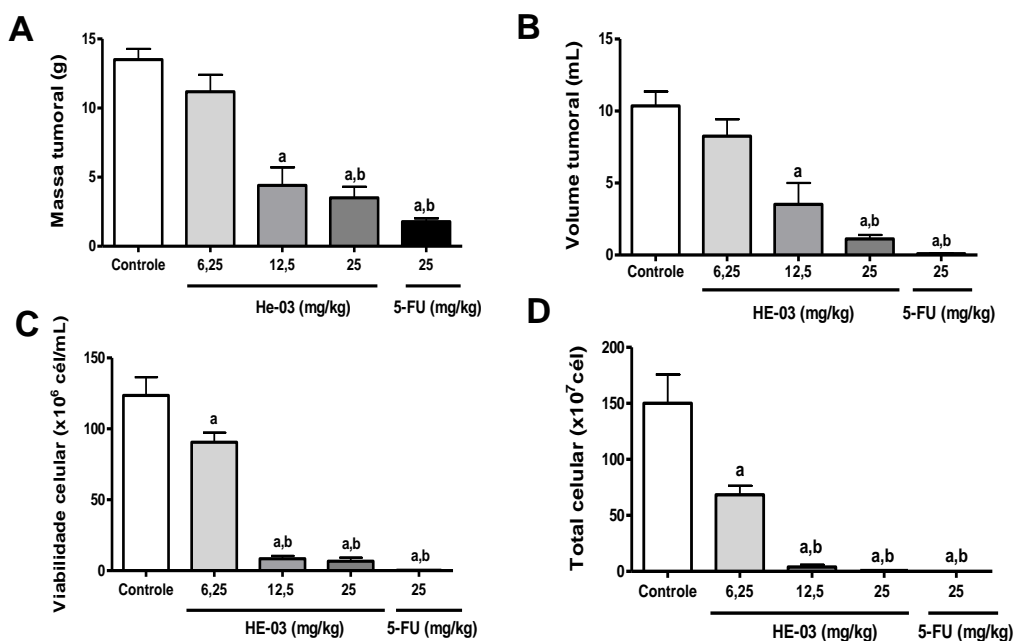 A
Massa tumoral (g)
15
10
5
0
a
a,b
a,b
Controle 6,25 12,5 25 25
He-03 (mg/kg) 5-FU (mg/kg)
B
Volume tumoral (mL)
15
10
5
0
a
a,b
a,b
Controle 6,25 12,5 25 25
HE-03 (mg/kg) 5-FU (mg/kg)
C
Viabilidade celular (x10⁶ cél/mL)
150
100
50
0
a
a,b
a,b
a,b
Controle 6,25 12,5 25 25
HE-03 (mg/kg) 5-FU (mg/kg)
D
Total celular (x10⁷cél)
200
150
100
50
0
a
a,b
a,b
a,b
Controle 6,25 12,5 25 25
HE-03 (mg/kg) 5-FU (mg/kg)